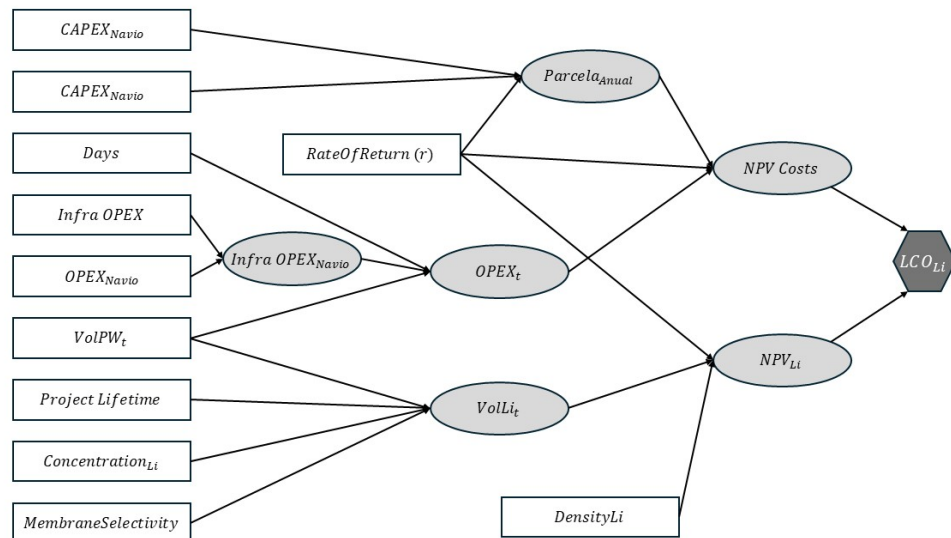 CAPEX_Navio
CAPEX_Navio
Days
Infra OPEX
OPEX_Navio
VolPW_t
Project Lifetime
Concentration_Li
MembraneSelectivity
Infra OPEX_Navio
RateOfReturn (r)
Parcela_Anual
OPEX_t
VolLi_t
DensityLi
NPV Costs
NPV_Li
LCO_Li